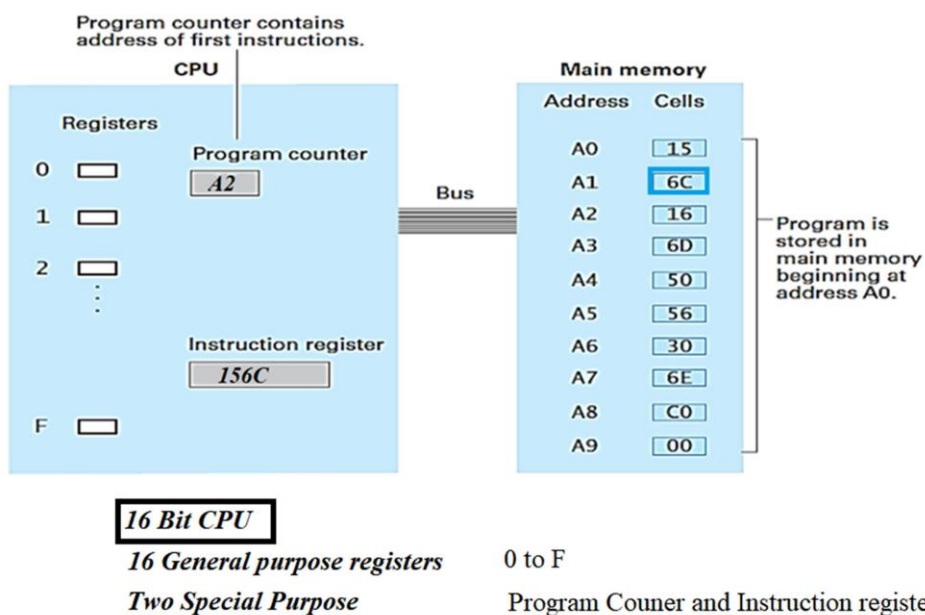 Program counter contains
address of first instructions.
CPU
Main memory
Address Cells
Registers
Program counter
A2
Bus
0
1
2
Instruction register
156C
F
A0 15
A1 6C
A2 16
A3 6D
A4 50
A5 56
A6 30
A7 6E
A8 C0
A9 00
Program is
stored in
main memory
beginning at
address A0.
16 Bit CPU
16 General purpose registers 0 to F
Two Special Purpose Program Couner and Instruction registe